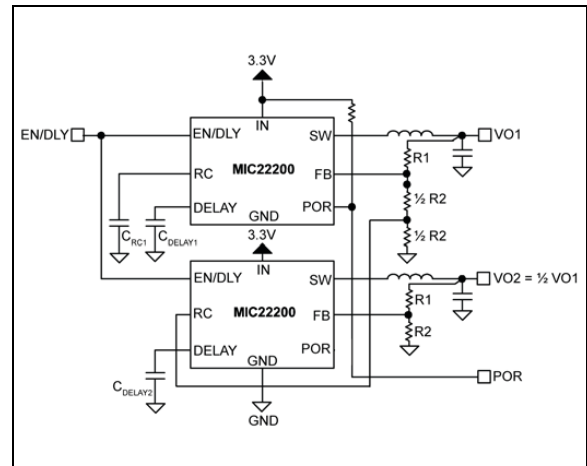 3.3V
EN/DLY
EN/DLY
IN
SW
VO1
R1
RC
MIC22200
FB
½ R2
DELAY
POR
GND
½ R2
C_RC1
C_DELAY1
3.3V
EN/DLY
IN
SW
VO2 = ½ VO1
R1
RC
MIC22200
FB
R2
DELAY
GND
POR
C_DELAY2
POR
GND